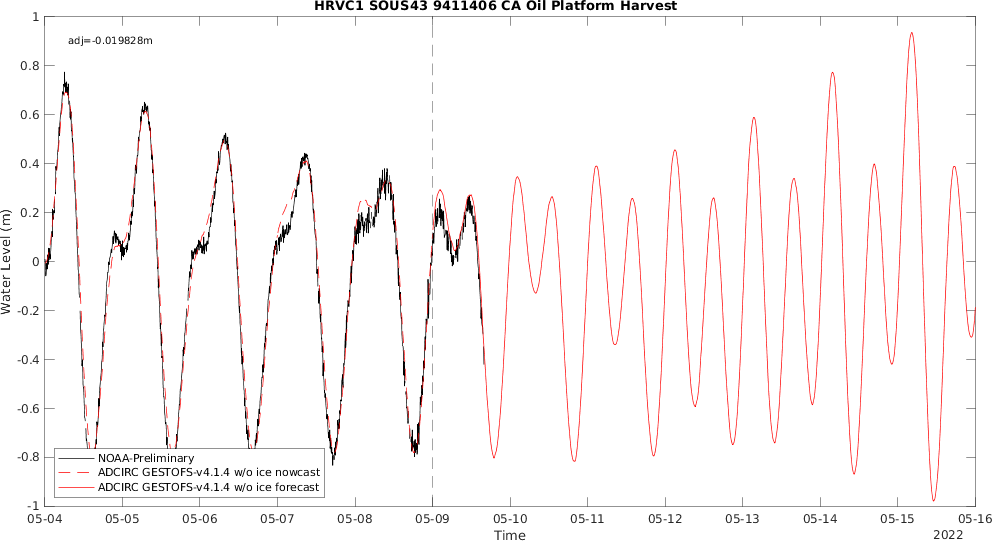 HRVC1 SOUS43 9411406 CA Oil Platform Harvest
adj=-0.019828m
1
0.8
0.6
0.4
0.2
0
-0.2
-0.4
-0.6
-0.8
-1
Water Level (m)
NOAA-Preliminary
ADCIRC GESTOFS-v4.1.4 w/o ice nowcast
ADCIRC GESTOFS-v4.1.4 w/o ice forecast
05-04 05-05 05-06 05-07 05-08 05-09 05-10 05-11 05-12 05-13 05-14 05-15 05-16
Time
2022